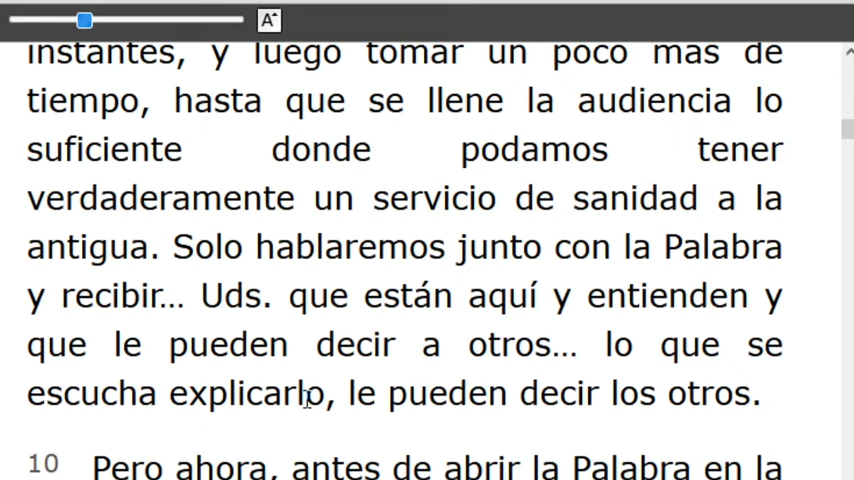 A
instantes, y luego tomar un poco más de
tiempo, hasta que se llene la audiencia lo
suficiente donde podamos tener
verdaderamente un servicio de sanidad a la
antigua. Solo hablaremos junto con la Palabra
y recibir… Uds. que están aquí y entienden y
que le pueden decir a otros… lo que se
escucha explicarlo, le pueden decir los otros.
10 Pero ahora, antes de abrir la Palabra en la